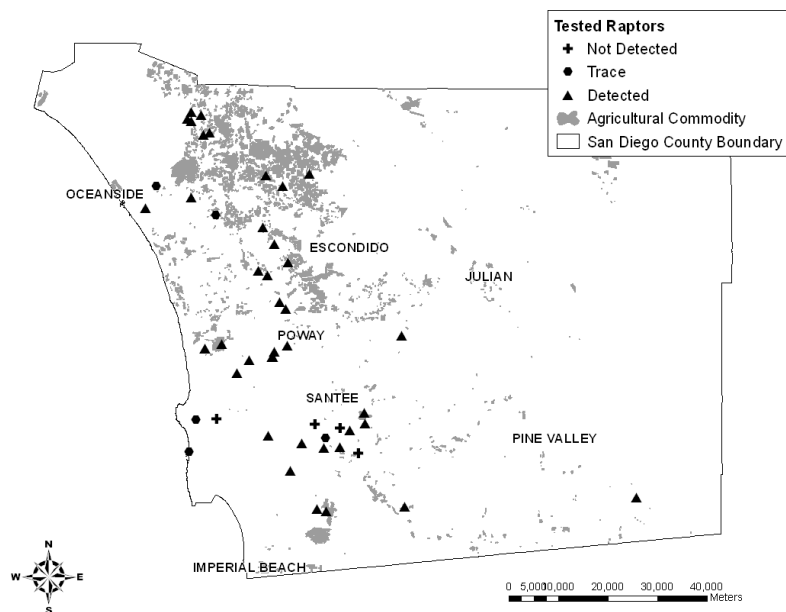 Tested Raptors
Not Detected
Trace
Detected
Agricultural Commodity
San Diego County Boundary
OCEANSIDE
ESCONDIDO
JULIAN
POWAY
SANTEE
PINE VALLEY
IMPERIAL BEACH
N
W E
S
0 5,000 10,000 20,000 30,000 40,000
Meters